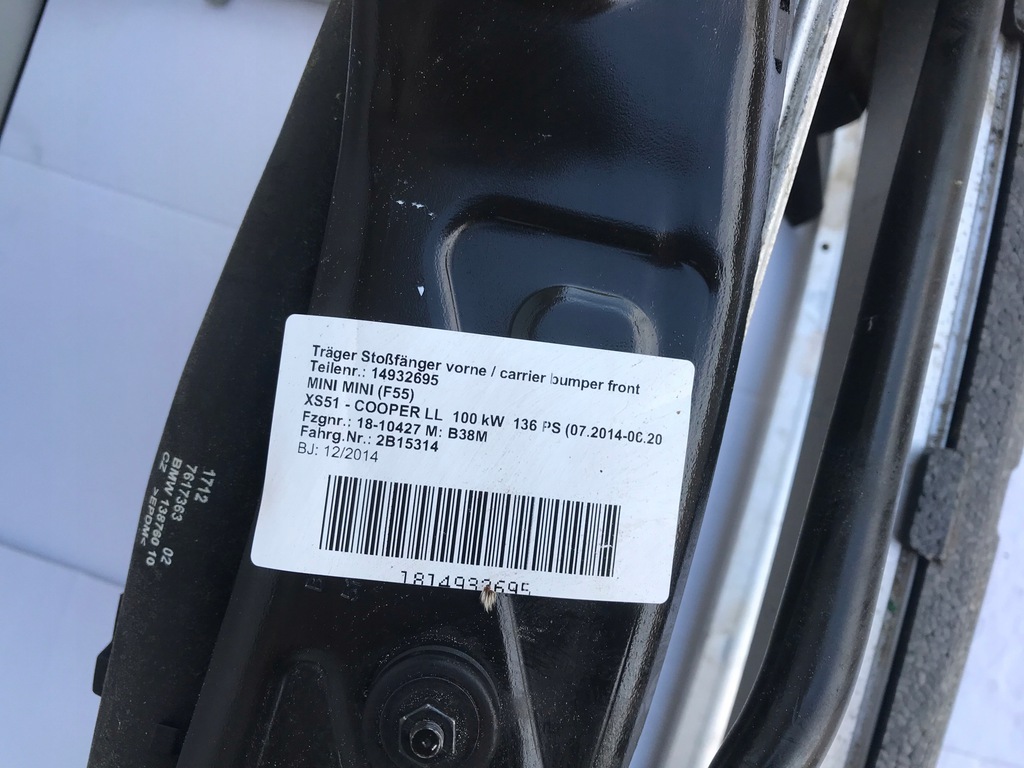 Träger Stoßfänger vorne / carrier bumper front
Teilenr.: 14932695
MINI MINI (F55)
XS51 - COOPER LL 100 kW 136 PS (07.2014-06.20
Fzgnr.: 18-10427 M: B38M
Fahrg.Nr.: 2B15314
BJ: 12/2014
1814932695
1712
7617363 02
BMW 138760 10
CZ >EPDM<